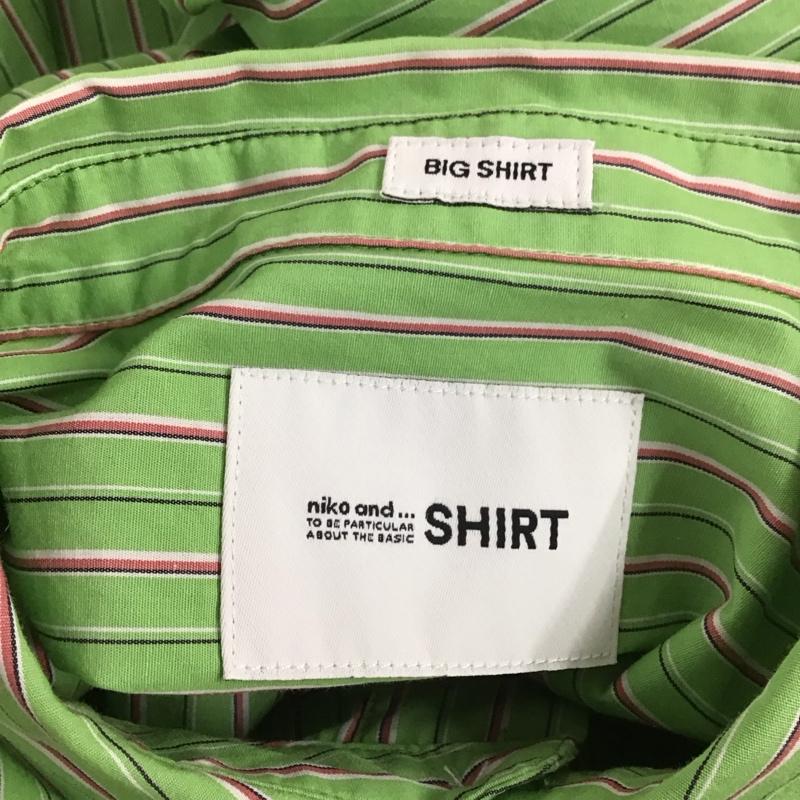 BIG SHIRT
niko and ...
TO BE PARTICULAR
ABOUT THE BASIC
SHIRT